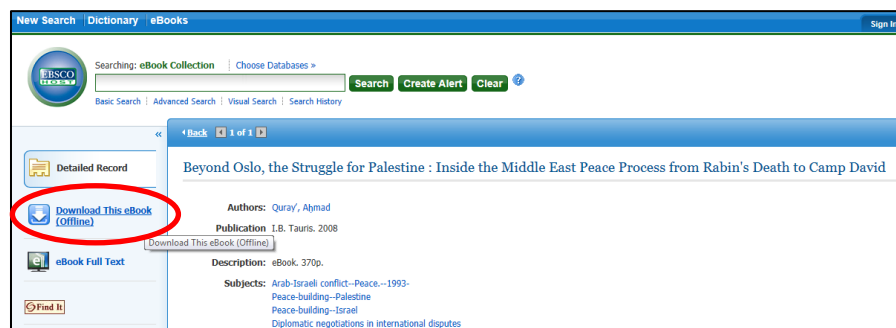 New Search Dictionary eBooks
Sign In
EBSCO
HOST
Searching: eBook Collection Choose Databases »
Search Create Alert Clear ?
Basic Search Advanced Search Visual Search Search History
«
Back 1 of 1
Detailed Record
Beyond Oslo, the Struggle for Palestine : Inside the Middle East Peace Process from Rabin's Death to Camp David
Download This eBook
(Offline)
Authors: Quray', Aḥmad
Publication I.B. Tauris. 2008
Download This eBook (Offline)
Description: eBook. 370p.
eBook Full Text
Subjects: Arab-Israeli conflict--Peace.--1993-
Peace-building--Palestine
Peace-building--Israel
Diplomatic negotiations in international disputes
Find It